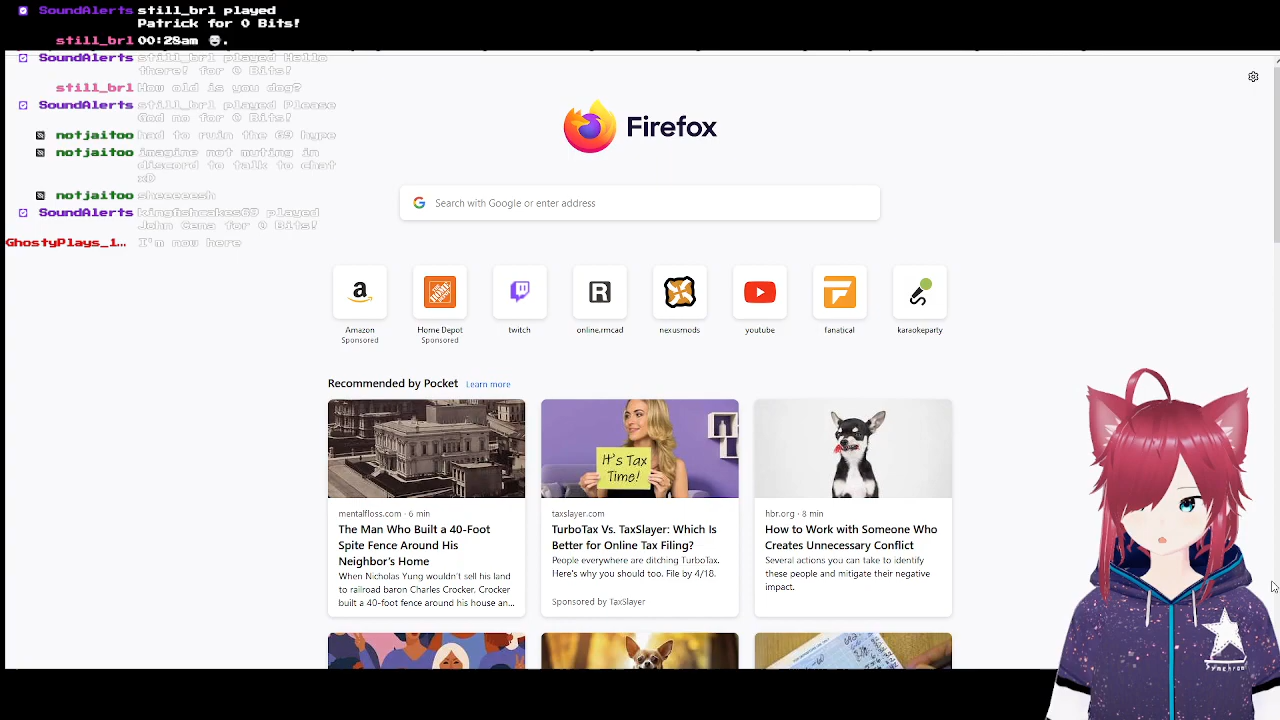 SoundAlerts still_brl played
Patrick for 0 Bits!
still_brl 00:28am 😅.
SoundAlerts still_brl played Hello
there! for 0 Bits!
still_brl How old is you dog?
SoundAlerts still_brl played Please
God no for 0 Bits!
notjaitoo had to ruin the 69 hype
notjaitoo imagine not muting in
discord to talk to chat
xD
notjaitoo sheeeeesh
SoundAlerts kingfishcakes60 played
John Cena for 0 Bits!
GhostyPlays_1… I'm now here
Firefox
Search with Google or enter address
Amazon
Sponsored
Home Depot
Sponsored
twitch
online.rmcad
nexusmods
youtube
fanatical
karaokeparty
Recommended by Pocket Learn more
IT'S TAX
TIME!
mentalfloss.com · 6 min
The Man Who Built a 40-Foot
Spite Fence Around His
Neighbor's Home
When Nicholas Yung wouldn't sell his land
to railroad baron Charles Crocker, Crocker
built a 40-foot fence around his house an...
taxslayer.com
TurboTax Vs. TaxSlayer: Which Is
Better for Online Tax Filing?
People everywhere are ditching TurboTax.
Here's why you should too. File by 4/18.
Sponsored by TaxSlayer
hbr.org · 8 min
How to Work with Someone Who
Creates Unnecessary Conflict
Several actions you can take to identify
these people and mitigate their negative
impact.